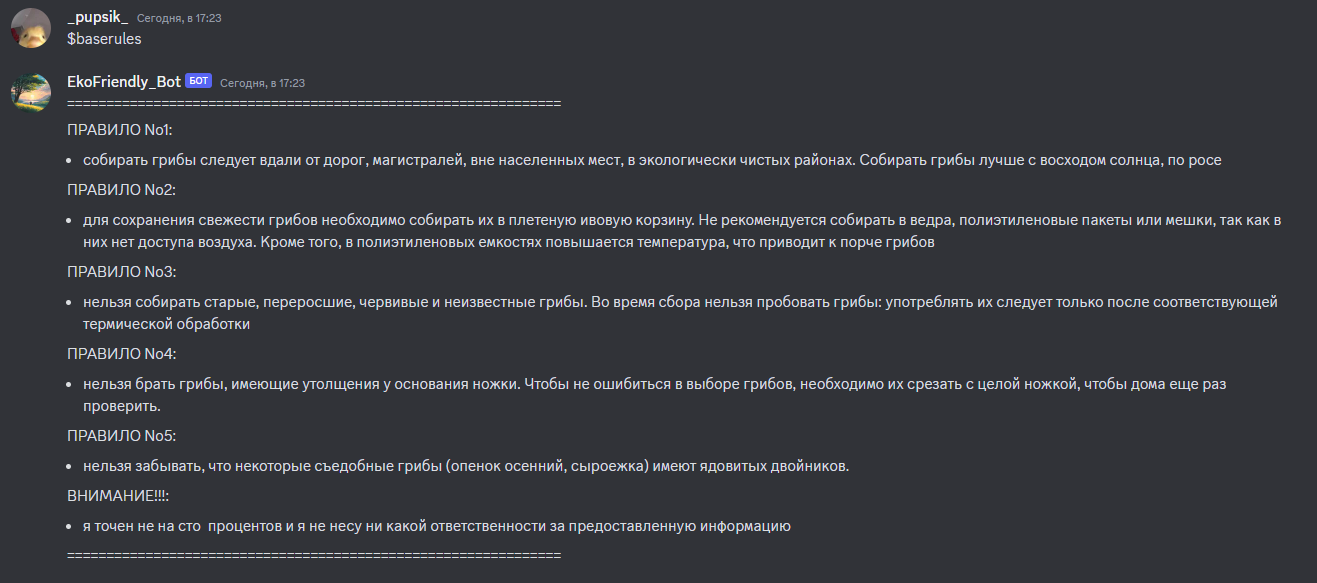 _pupsik_ Сегодня, в 17:23
$baserules
EkoFriendly_Bot БОТ Сегодня, в 17:23
===============================================================
ПРАВИЛО No1:
• собирать грибы следует вдали от дорог, магистралей, вне населенных мест, в экологически чистых районах. Собирать грибы лучше с восходом солнца, по росе
ПРАВИЛО No2:
• для сохранения свежести грибов необходимо собирать их в плетеную ивовую корзину. Не рекомендуется собирать в ведра, полиэтиленовые пакеты или мешки, так как в
них нет доступа воздуха. Кроме того, в полиэтиленовых емкостях повышается температура, что приводит к порче грибов
ПРАВИЛО No3:
• нельзя собирать старые, переросшие, червивые и неизвестные грибы. Во время сбора нельзя пробовать грибы: употреблять их следует только после соответствующей
термической обработки
ПРАВИЛО No4:
• нельзя брать грибы, имеющие утолщения у основания ножки. Чтобы не ошибиться в выборе грибов, необходимо их срезать с целой ножкой, чтобы дома еще раз
проверить.
ПРАВИЛО No5:
• нельзя забывать, что некоторые съедобные грибы (опенок осенний, сыроежка) имеют ядовитых двойников.
ВНИМАНИЕ!!!:
• я точен не на сто  процентов и я не несу ни какой ответственности за предоставленную информацию
===============================================================